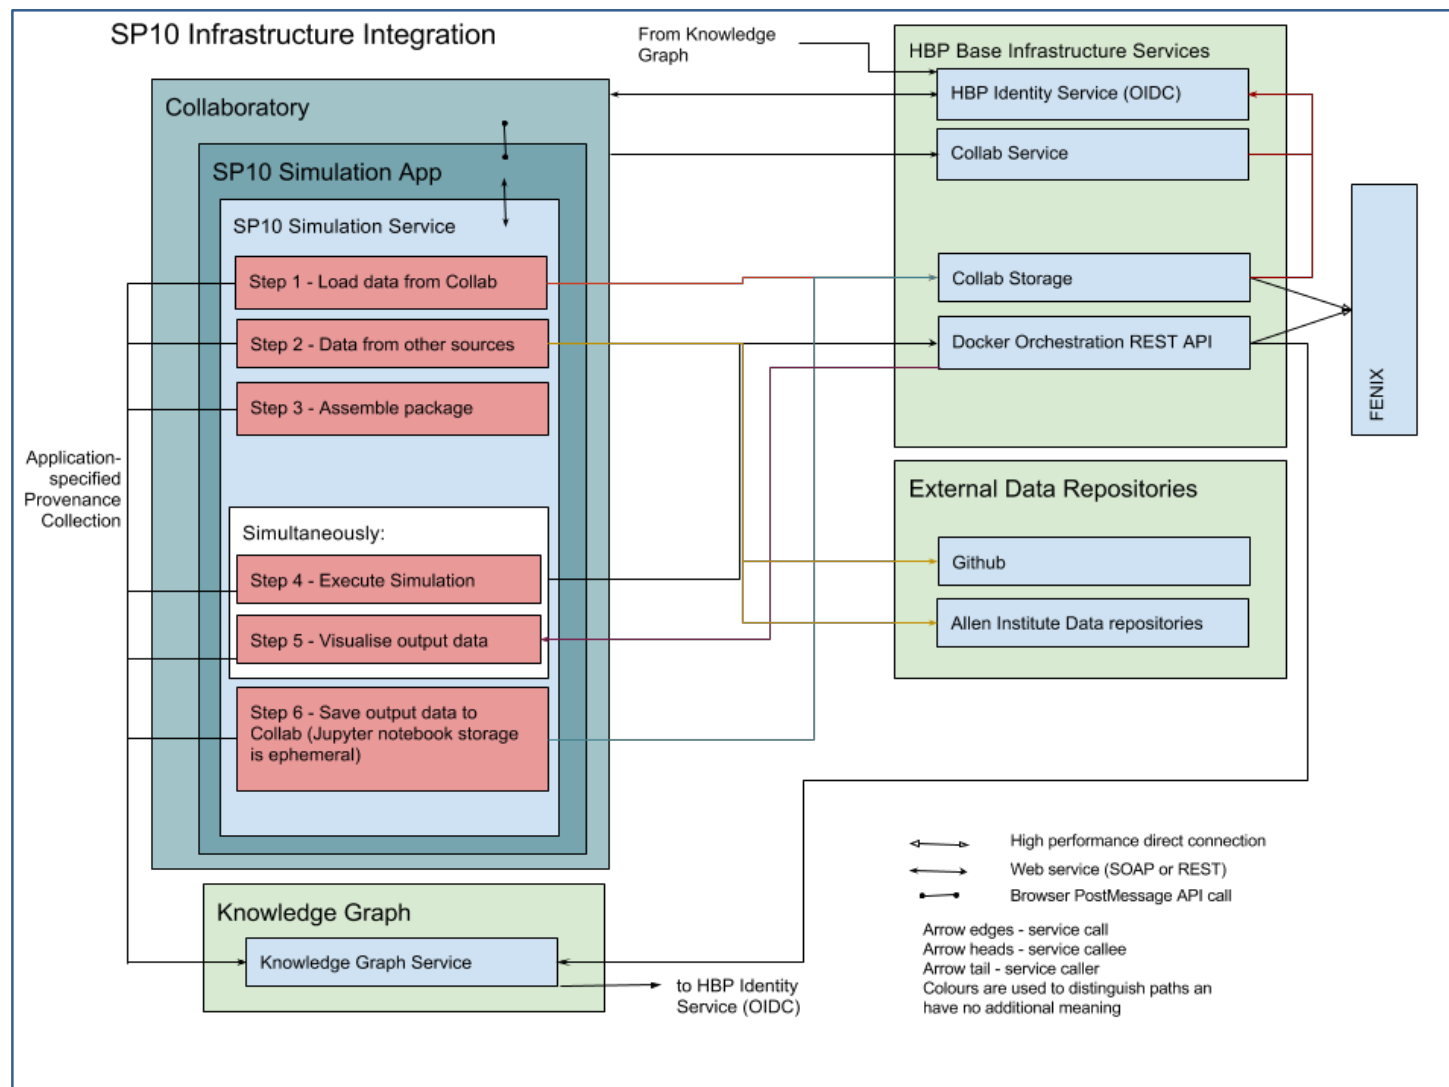 SP10 Infrastructure Integration
From Knowledge
Graph
HBP Base Infrastructure Services
HBP Identity Service (OIDC)
Collab Service
Collab Storage
Docker Orchestration REST API
FENIX
Collaboratory
SP10 Simulation App
SP10 Simulation Service
Step 1 - Load data from Collab
Step 2 - Data from other sources
Step 3 - Assemble package
Application-
specified
Provenance
Collection
Simultaneously:
Step 4 - Execute Simulation
Step 5 - Visualise output data
Step 6 - Save output data to
Collab (Jupyter notebook storage
is ephemeral)
External Data Repositories
Github
Allen Institute Data repositories
Knowledge Graph
Knowledge Graph Service
to HBP Identity
Service (OIDC)
High performance direct connection
Web service (SOAP or REST)
Browser PostMessage API call
Arrow edges - service call
Arrow heads - service callee
Arrow tail - service caller
Colours are used to distinguish paths an
have no additional meaning